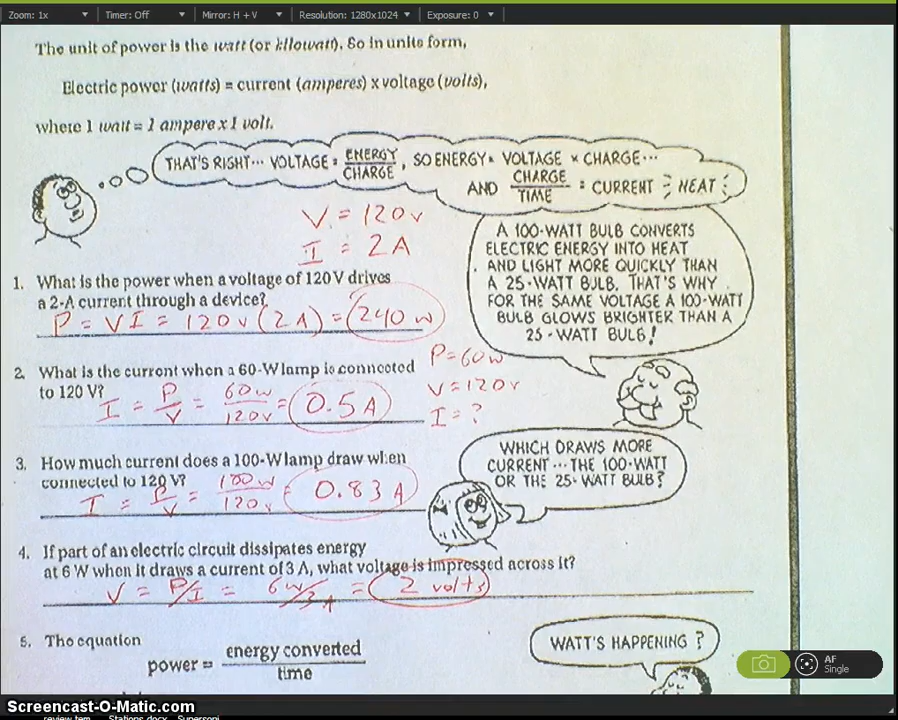 Zoom: 1x Timer: Off Mirror: H + V Resolution: 1280x1024 Exposure: 0
The unit of power is the watt (or kilowatt). So in units form,
Electric power (watts) = current (amperes) x voltage (volts),
where 1 watt = 1 ampere x 1 volt.
THAT'S RIGHT... VOLTAGE = ENERGY/CHARGE, SO ENERGY = VOLTAGE × CHARGE...
AND CHARGE/TIME = CURRENT HEAT
V = 120v
I = 2A
A 100-WATT BULB CONVERTS
ELECTRIC ENERGY INTO HEAT
AND LIGHT MORE QUICKLY THAN
A 25-WATT BULB. THAT'S WHY
FOR THE SAME VOLTAGE A 100-WATT
BULB GLOWS BRIGHTER THAN A
25-WATT BULB!
1. What is the power when a voltage of 120 V drives
a 2-A current through a device?
P = VI = 120v (2A) = 240 w
2. What is the current when a 60-W lamp is connected
to 120 V?
I = P/V = 60w/120v = 0.5A
P = 60w
V = 120v
I = ?
WHICH DRAWS MORE
CURRENT... THE 100-WATT
OR THE 25-WATT BULB?
3. How much current does a 100-W lamp draw when
connected to 120 V?
I = P/V = 100w/120v = 0.83 A
4. If part of an electric circuit dissipates energy
at 6 W when it draws a current of 3 A, what voltage is impressed across it?
V = P/I = 6w/3A = 2 volts
5. The equation
power = energy converted/time
WATT'S HAPPENING?
AF
Single
Screencast-O-Matic.com
review tem Stations.docx Supersoni